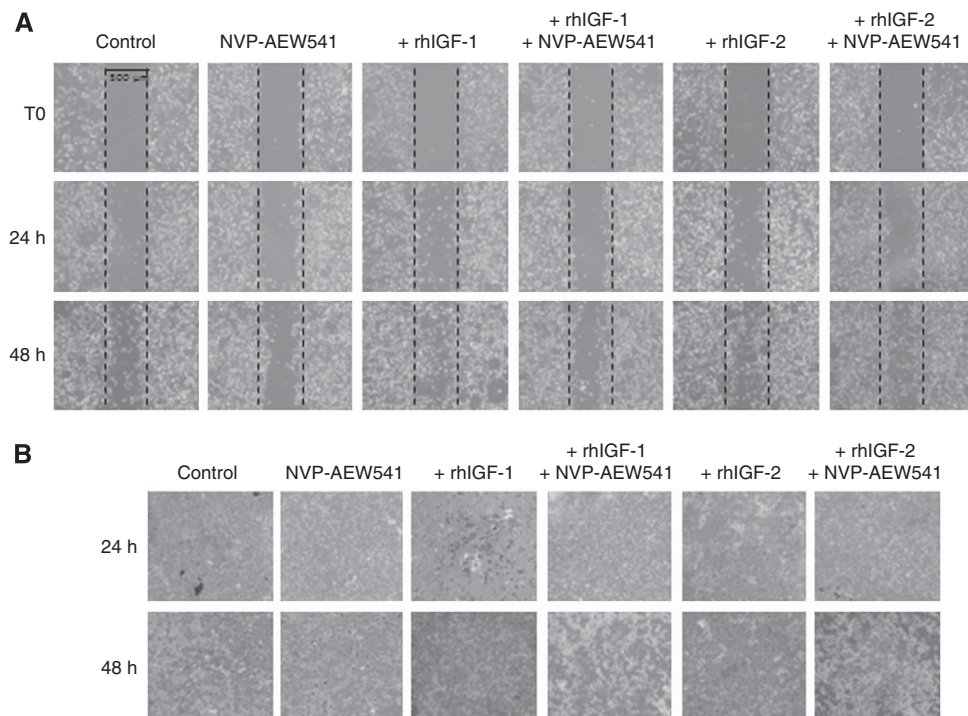 A
Control
NVP-AEW541
+ rhIGF-1
+ rhIGF-1
+ NVP-AEW541
+ rhIGF-2
+ rhIGF-2
+ NVP-AEW541
T0
24 h
48 h
B
Control
NVP-AEW541
+ rhIGF-1
+ rhIGF-1
+ NVP-AEW541
+ rhIGF-2
+ rhIGF-2
+ NVP-AEW541
24 h
48 h